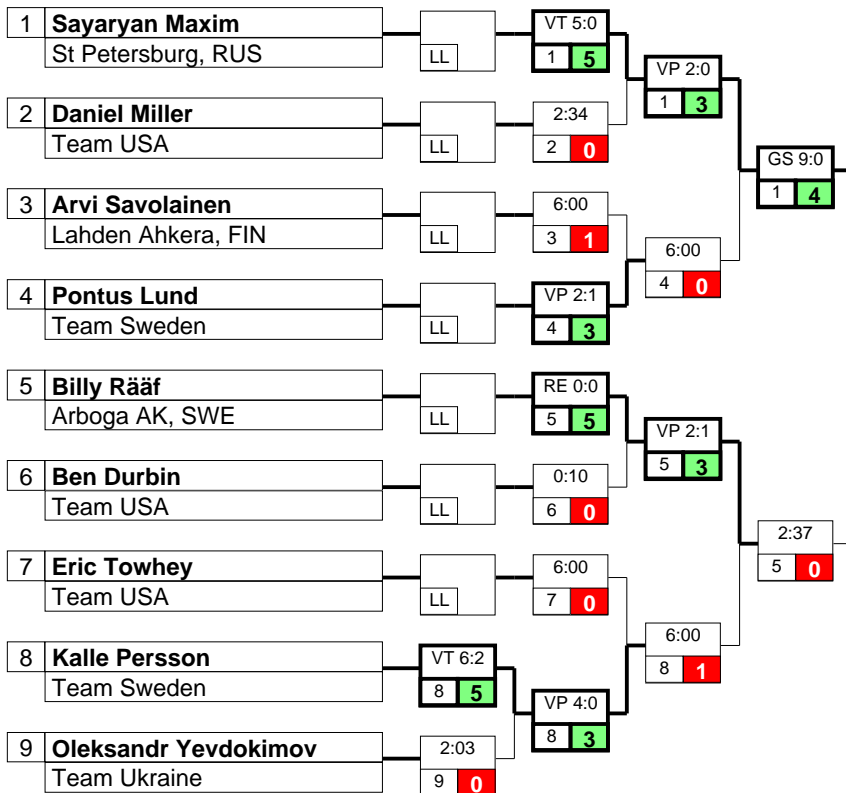 1 Sayaryan Maxim
St Petersburg, RUS
LL
VT 5:0
1 5
VP 2:0
1 3
2 Daniel Miller
Team USA
LL
2:34
2 0
GS 9:0
1 4
3 Arvi Savolainen
Lahden Ahkera, FIN
LL
6:00
3 1
6:00
4 0
4 Pontus Lund
Team Sweden
LL
VP 2:1
4 3
5 Billy Rääf
Arboga AK, SWE
LL
RE 0:0
5 5
VP 2:1
5 3
6 Ben Durbin
Team USA
LL
0:10
6 0
2:37
5 0
7 Eric Towhey
Team USA
LL
6:00
7 0
6:00
8 1
8 Kalle Persson
Team Sweden
VT 6:2
8 5
VP 4:0
8 3
9 Oleksandr Yevdokimov
Team Ukraine
2:03
9 0